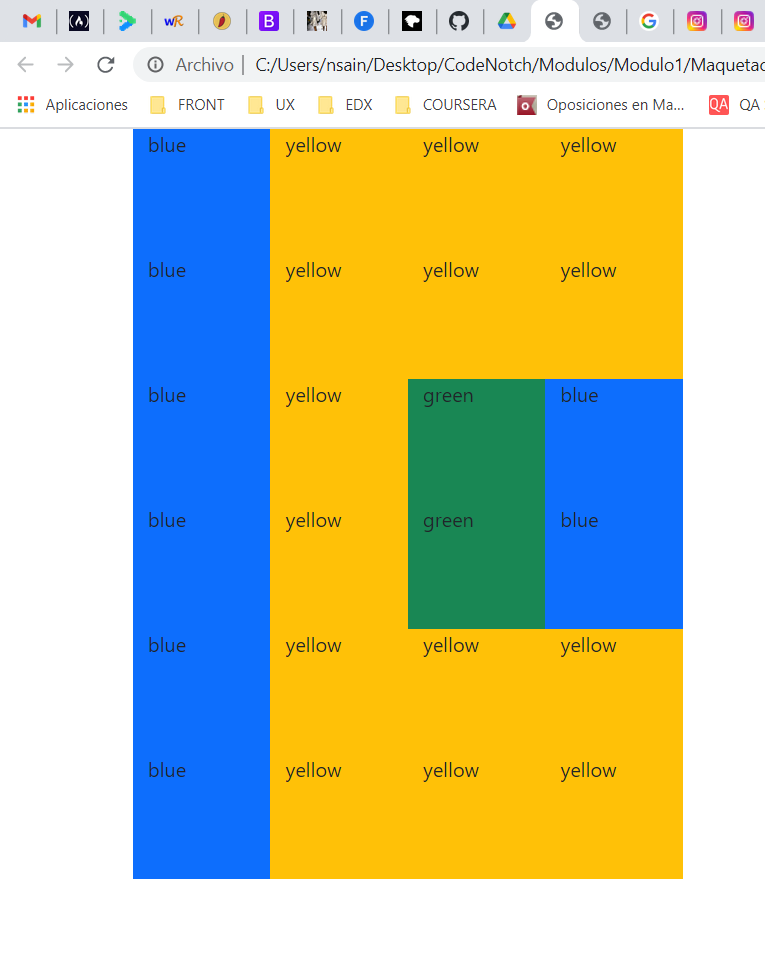 Archivo | C:/Users/nsain/Desktop/CodeNotch/Modulos/Modulo1/Maquetac
Aplicaciones FRONT UX EDX COURSERA Oposiciones en Ma... QA QA
blue yellow yellow yellow
blue yellow yellow yellow
blue yellow green blue
blue yellow green blue
blue yellow yellow yellow
blue yellow yellow yellow